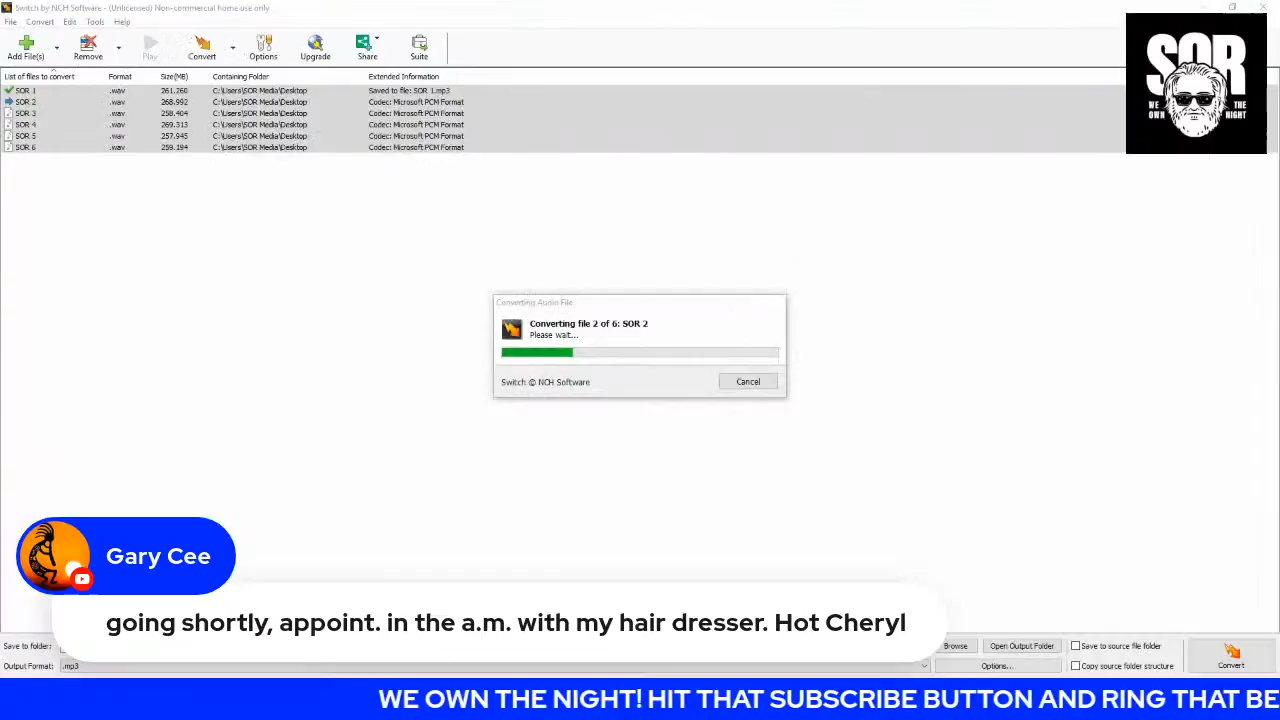 Switch by NCH Software - (Unlicensed) Non-commercial home use only
File Convert Edit Tools Help
Add File(s) Remove Play Convert Options Upgrade Share Suite
List of files to convert Format Size(MB) Containing Folder Extended Information
SOR 1 .wav 261.260 C:\Users\SOR Media\Desktop Saved to file: SOR 1.mp3
SOR 2 .wav 268.992 C:\Users\SOR Media\Desktop Codec: Microsoft PCM Format
SOR 3 .wav 258.404 C:\Users\SOR Media\Desktop Codec: Microsoft PCM Format
SOR 4 .wav 269.313 C:\Users\SOR Media\Desktop Codec: Microsoft PCM Format
SOR 5 .wav 257.945 C:\Users\SOR Media\Desktop Codec: Microsoft PCM Format
SOR 6 .wav 259.194 C:\Users\SOR Media\Desktop Codec: Microsoft PCM Format
SOR
WE THE
OWN NIGHT
Converting Audio File
Converting file 2 of 6: SOR 2
Please wait...
Switch © NCH Software Cancel
Gary Cee
going shortly, appoint. in the a.m. with my hair dresser. Hot Cheryl
Save to folder: Browse Open Output Folder Save to source file folder
Output Format: .mp3 Options... Copy source folder structure
Convert
WE OWN THE NIGHT! HIT THAT SUBSCRIBE BUTTON AND RING THAT BE